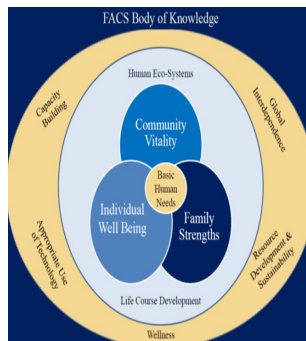 FACS Body of Knowledge
Human Eco-Systems
Capacity
Building
Global
Interdependence
Community
Vitality
Basic
Human
Needs
Individual
Well Being
Family
Strengths
Appropriate Use
of Technology
Resource
Development &
Sustainability
Life Course Development
Wellness